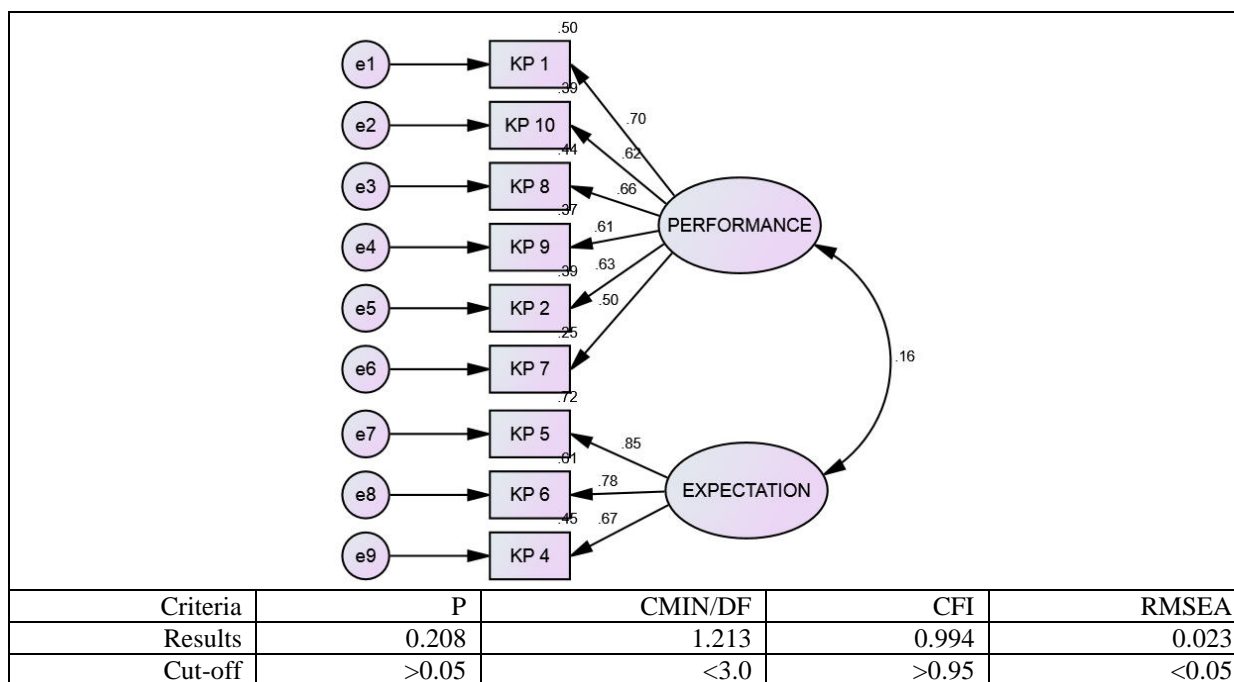 .50
e1 KP 1
.39
.70
e2 KP 10
.44 .62
e3 KP 8
.66
.37
e4 KP 9
.61
PERFORMANCE
.39 .63
e5 KP 2
.50
.25
e6 KP 7
.16
.72
e7 KP 5
.85
.61
.78
e8 KP 6
EXPECTATION
.45 .67
e9 KP 4
Criteria P CMIN/DF CFI RMSEA
Results 0.208 1.213 0.994 0.023
Cut-off >0.05 <3.0 >0.95 <0.05